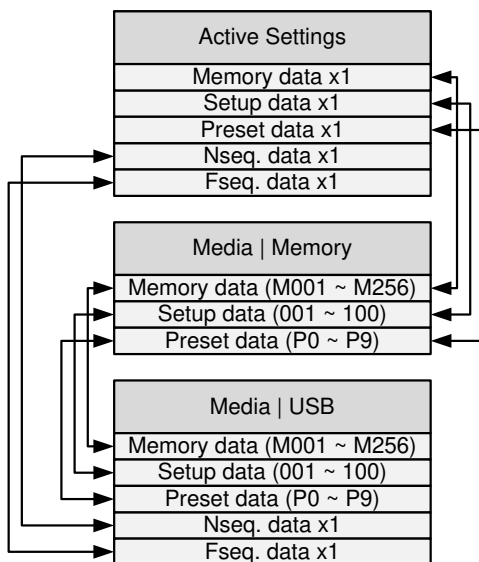 Active Settings
Memory data x1
Setup data x1
Preset data x1
Nseq. data x1
Fseq. data x1
Media | Memory
Memory data (M001 ~ M256)
Setup data (001 ~ 100)
Preset data (P0 ~ P9)
Media | USB
Memory data (M001 ~ M256)
Setup data (001 ~ 100)
Preset data (P0 ~ P9)
Nseq. data x1
Fseq. data x1